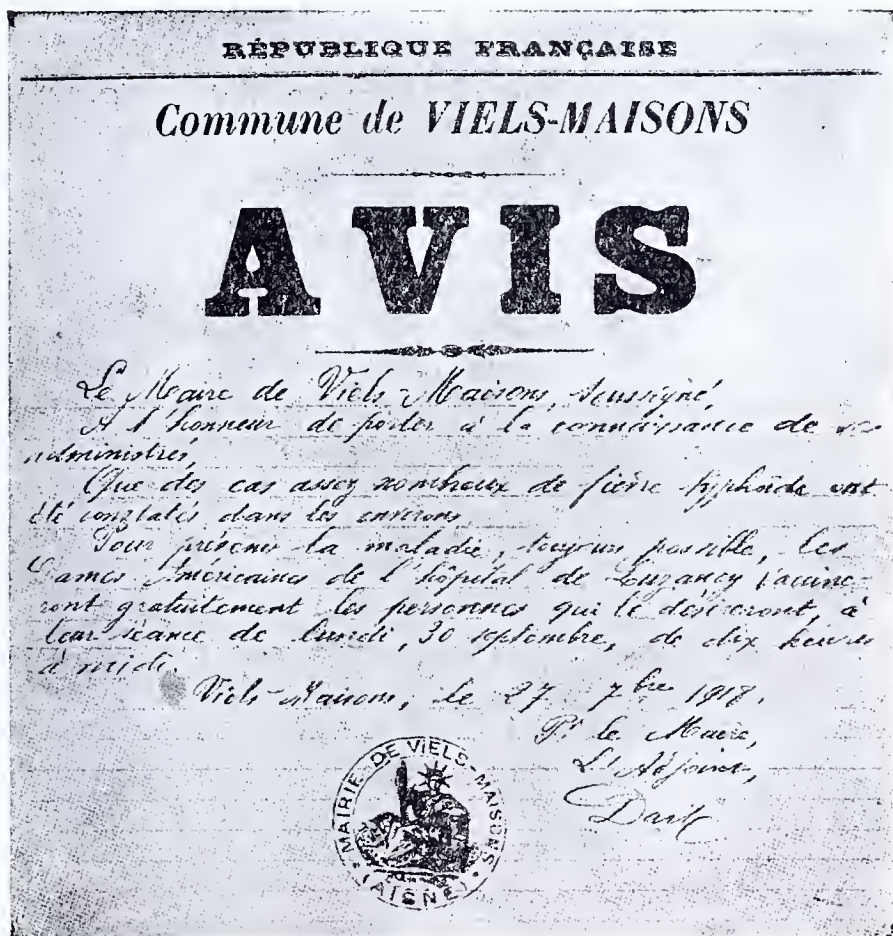 RÉPUBLIQUE FRANÇAISE
Commune de VIELS-MAISONS
AVIS
Le Maire de Viels-Maisons, soussigné,
A l'honneur de porter à la connaissance de ses
administrés,
Que des cas assez nombreux de fièvre typhoïde ont
été constatés dans les environs
Pour prévenir la maladie, toujours possible, les
Dames Américaines de l'hôpital de Luzancy vaccine-
ront gratuitement les personnes qui le désireront, à
leur séance de lundi, 30 septembre, de dix heures
à midi.
Viels-Maisons, le 27 7bre 1918.
Pr le Maire,
L'Adjoint,
MAIRIE DE VIELS-MAISONS
(AISNE)